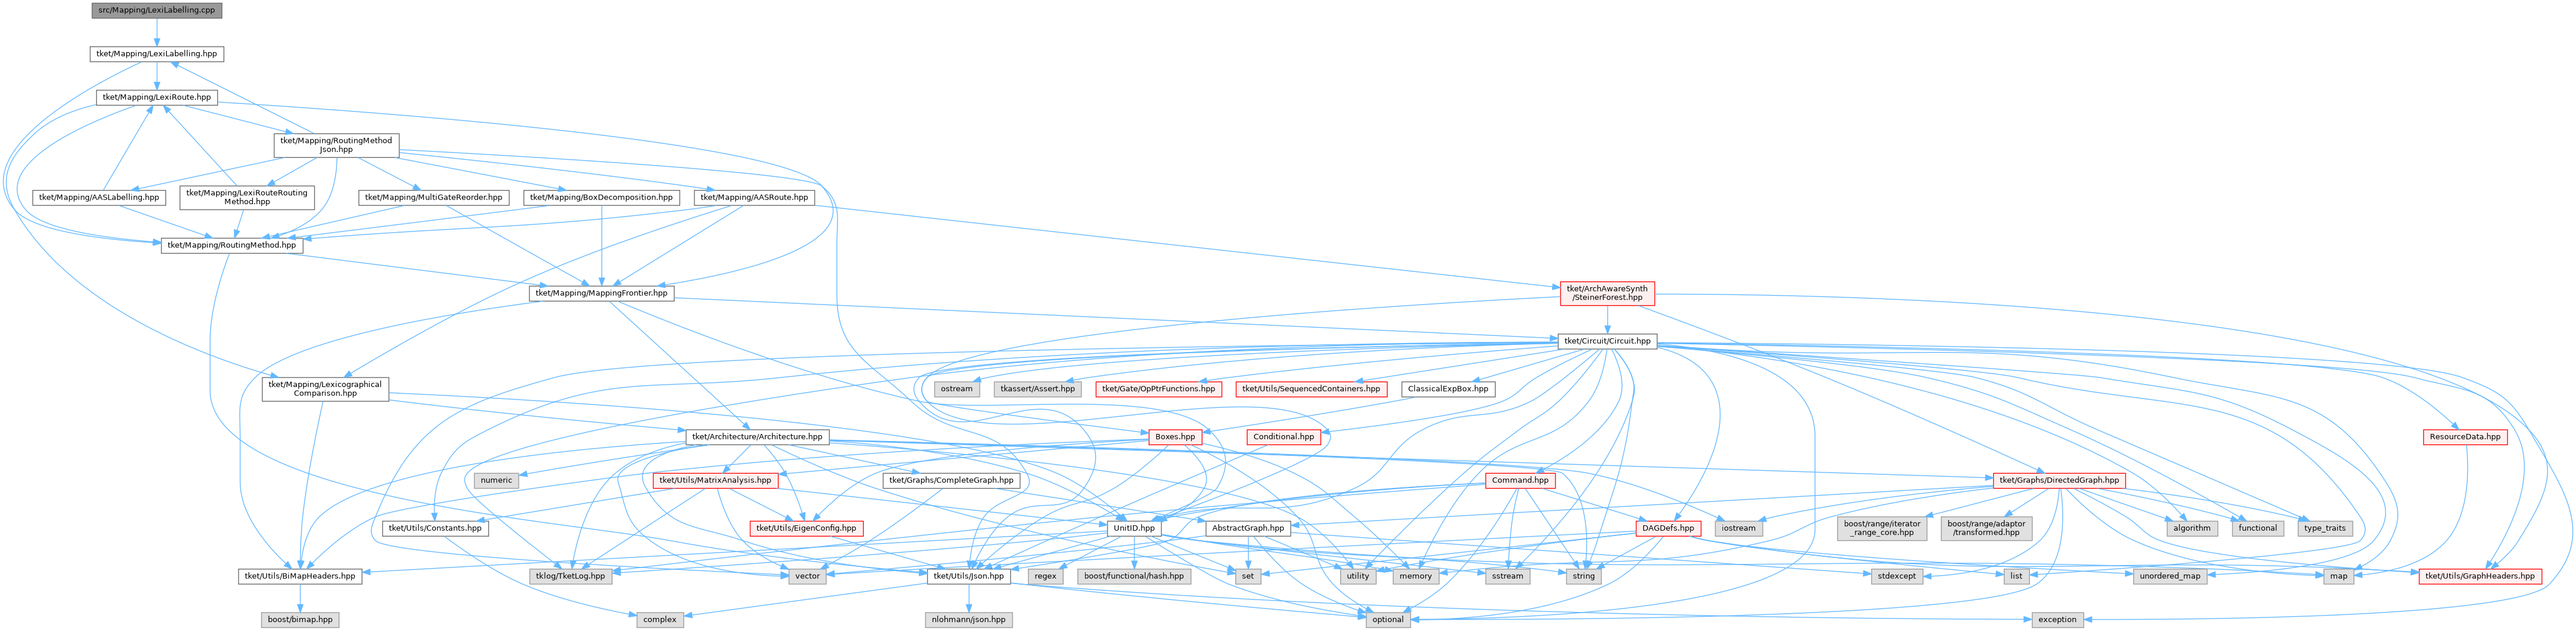 src/Mapping/LexiLabelling.cpp
tket/Mapping/LexiLabelling.hpp
tket/Mapping/LexiRoute.hpp
tket/Mapping/RoutingMethod
Json.hpp
tket/Mapping/AASLabelling.hpp
tket/Mapping/LexiRouteRouting
Method.hpp
tket/Mapping/MultiGateReorder.hpp
tket/Mapping/BoxDecomposition.hpp
tket/Mapping/AASRoute.hpp
tket/Mapping/RoutingMethod.hpp
tket/Mapping/MappingFrontier.hpp
tket/ArchAwareSynth
/SteinerForest.hpp
tket/Circuit/Circuit.hpp
tket/Mapping/Lexicographical
Comparison.hpp
ostream
tkassert/Assert.hpp
tket/Gate/OpPtrFunctions.hpp
tket/Utils/SequencedContainers.hpp
ClassicalExpBox.hpp
tket/Architecture/Architecture.hpp
Boxes.hpp
Conditional.hpp
ResourceData.hpp
numeric
tket/Utils/MatrixAnalysis.hpp
tket/Graphs/CompleteGraph.hpp
Command.hpp
tket/Graphs/DirectedGraph.hpp
tket/Utils/Constants.hpp
tket/Utils/EigenConfig.hpp
UnitID.hpp
AbstractGraph.hpp
DAGDefs.hpp
iostream
boost/range/iterator
_range_core.hpp
boost/range/adaptor
/transformed.hpp
algorithm
functional
type_traits
tket/Utils/BiMapHeaders.hpp
tklog/TketLog.hpp
vector
tket/Utils/Json.hpp
regex
boost/functional/hash.hpp
set
utility
memory
sstream
string
stdexcept
list
unordered_map
map
tket/Utils/GraphHeaders.hpp
boost/bimap.hpp
complex
nlohmann/json.hpp
optional
exception